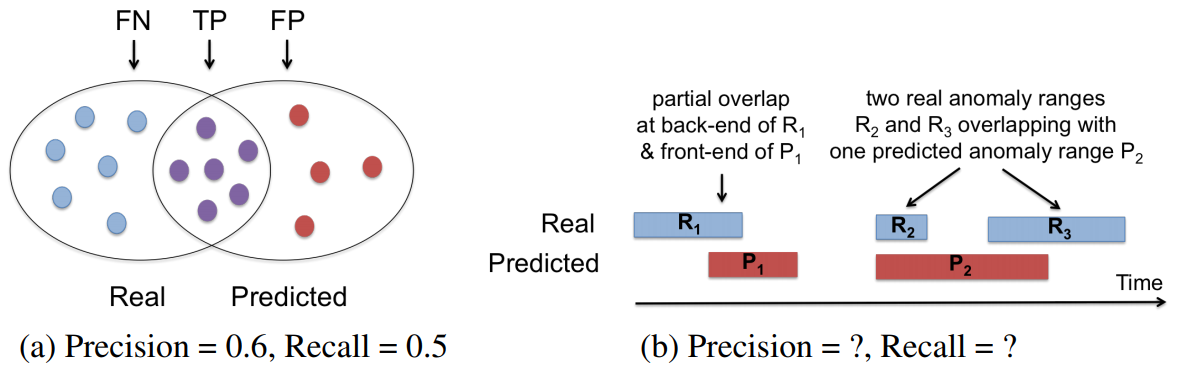 FN TP FP
Real Predicted
(a) Precision = 0.6, Recall = 0.5
partial overlap
at back-end of R1
& front-end of P1
two real anomaly ranges
R2 and R3 overlapping with
one predicted anomaly range P2
Real R1 R2 R3
Predicted P1 P2
Time
(b) Precision = ?, Recall = ?